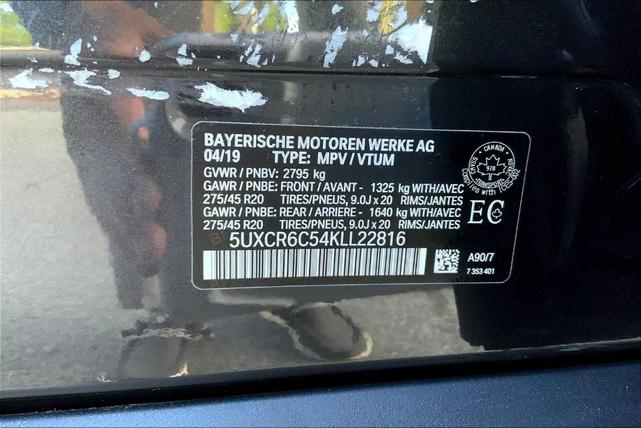 BAYERISCHE MOTOREN WERKE AG
04/19 TYPE: MPV / VTUM
GVWR / PNBV: 2795 kg
GAWR / PNBE: FRONT / AVANT - 1325 kg WITH/AVEC
275/45 R20 TIRES/PNEUS, 9.0J x 20 RIMS/JANTES
GAWR / PNBE: REAR / ARRIERE - 1640 kg WITH/AVEC
275/45 R20 TIRES/PNEUS, 9.0J x 20 RIMS/JANTES
5UXCR6C54KLL22816
CANADA
978
EC
A90/7
7 353 401